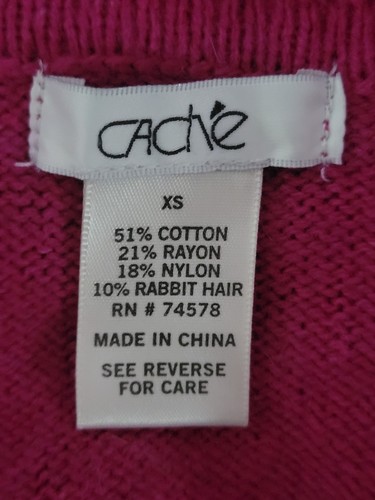 CACHÉ
XS
51% COTTON
21% RAYON
18% NYLON
10% RABBIT HAIR
RN # 74578
MADE IN CHINA
SEE REVERSE
FOR CARE